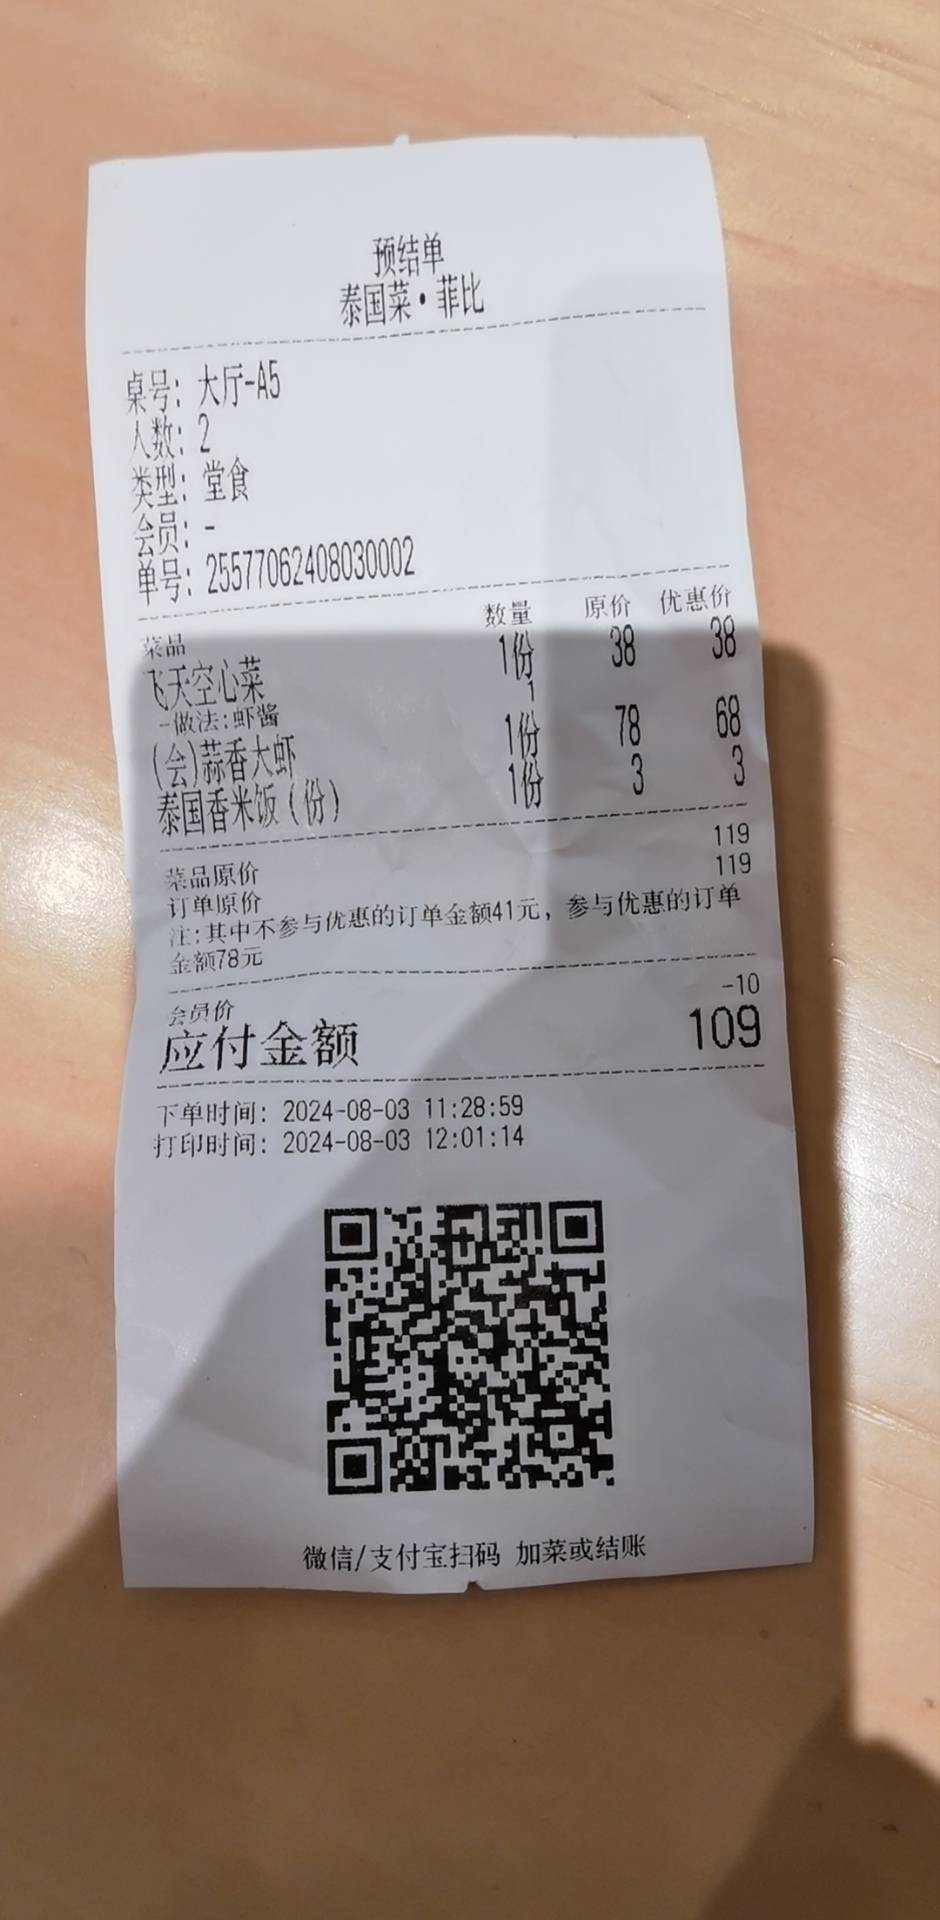 预结单
泰国菜•菲比
桌号: 大厅-A5
人数: 2
类型: 堂食
会员: -
单号: 25577062408030002
菜品 数量 原价 优惠价
飞天空心菜 1份 38 38
-做法:虾酱 1
(会)蒜香大虾 1份 78 68
泰国香米饭(份) 1份 3 3
菜品原价 119
订单原价 119
注:其中不参与优惠的订单金额41元, 参与优惠的订单
金额78元
会员价 -10
应付金额 109
下单时间: 2024-08-03 11:28:59
打印时间: 2024-08-03 12:01:14
微信/支付宝扫码 加菜或结账